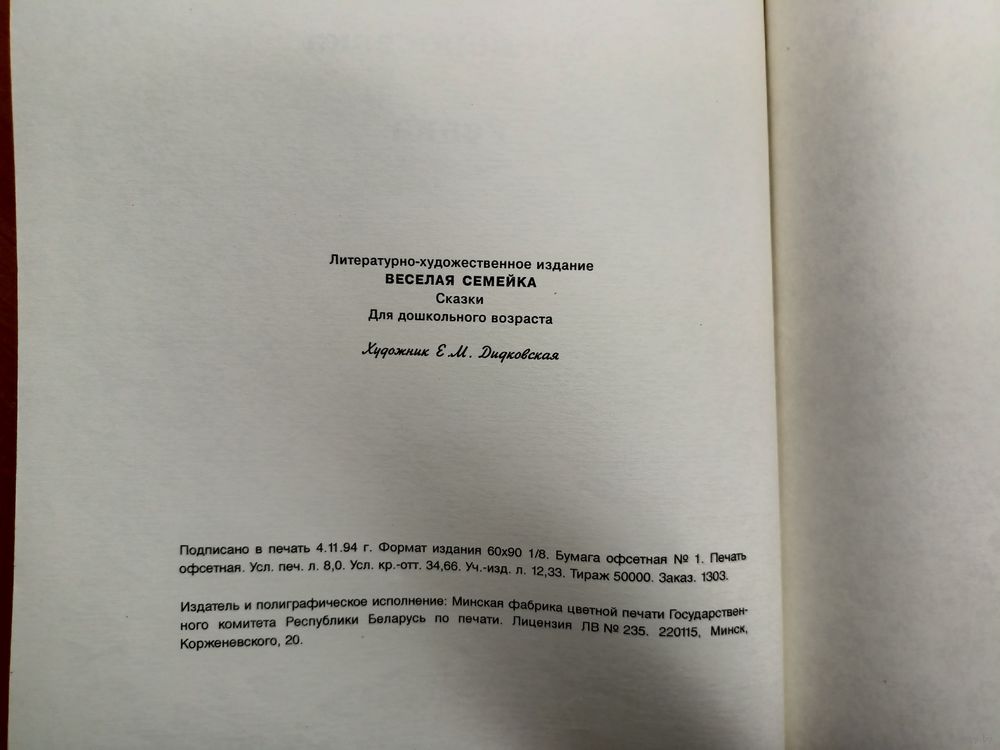 Литературно-художественное издание
ВЕСЕЛАЯ СЕМЕЙКА
Сказки
Для дошкольного возраста
Художник Е.М. Дидковская
Подписано в печать 4.11.94 г. Формат издания 60х90 1/8. Бумага офсетная № 1. Печать
офсетная. Усл. печ. л. 8,0. Усл. кр.-отт. 34,66. Уч.-изд. л. 12,33. Тираж 50000. Заказ. 1303.
Издатель и полиграфическое исполнение: Минская фабрика цветной печати Государствен-
ного комитета Республики Беларусь по печати. Лицензия ЛВ № 235. 220115, Минск,
Корженевского, 20.